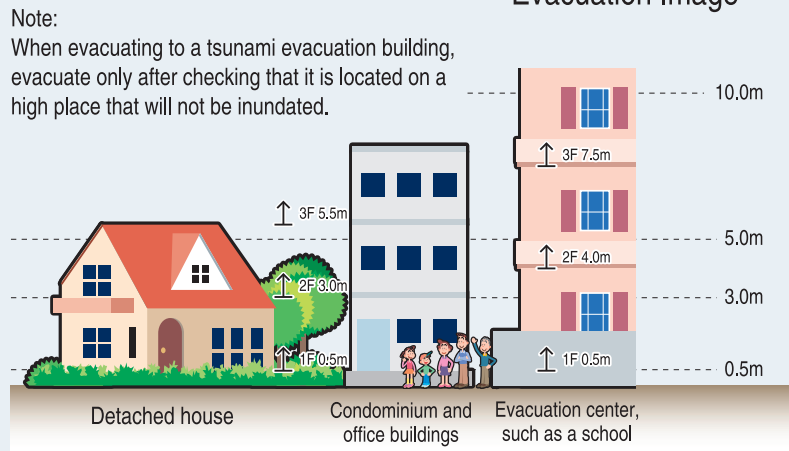 Evacuation Image
Note:
When evacuating to a tsunami evacuation building,
evacuate only after checking that it is located on a
high place that will not be inundated.
10.0m
3F 7.5m
3F 5.5m
5.0m
2F 4.0m
2F 3.0m
3.0m
1F 0.5m
1F 0.5m
0.5m
Detached house
Condominium and
office buildings
Evacuation center,
such as a school